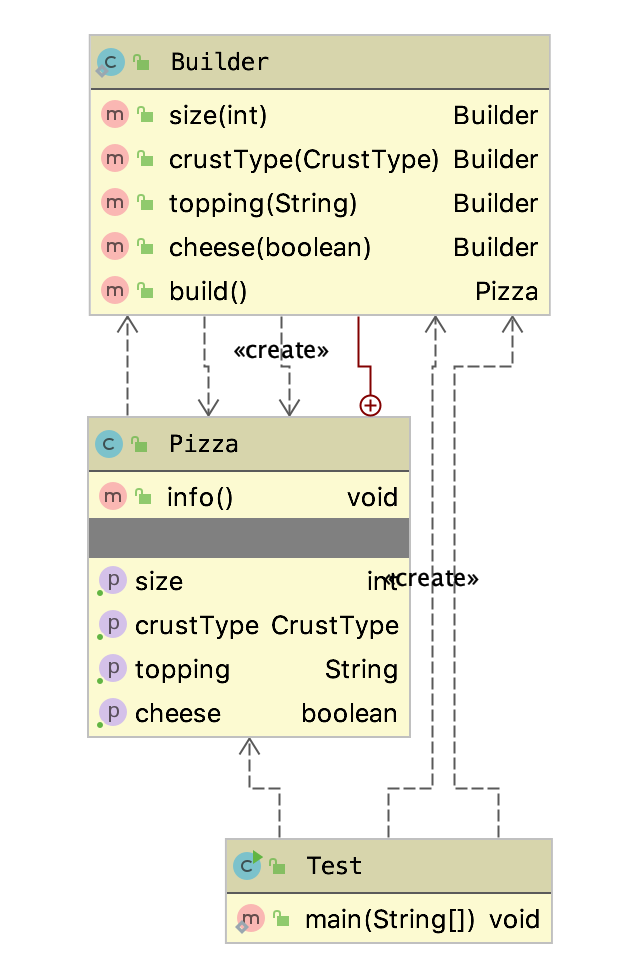 Builder
size(int) Builder
crustType(CrustType) Builder
topping(String) Builder
cheese(boolean) Builder
build() Pizza
«create»
Pizza
info() void
size int
«create»
crustType CrustType
topping String
cheese boolean
Test
main(String[]) void